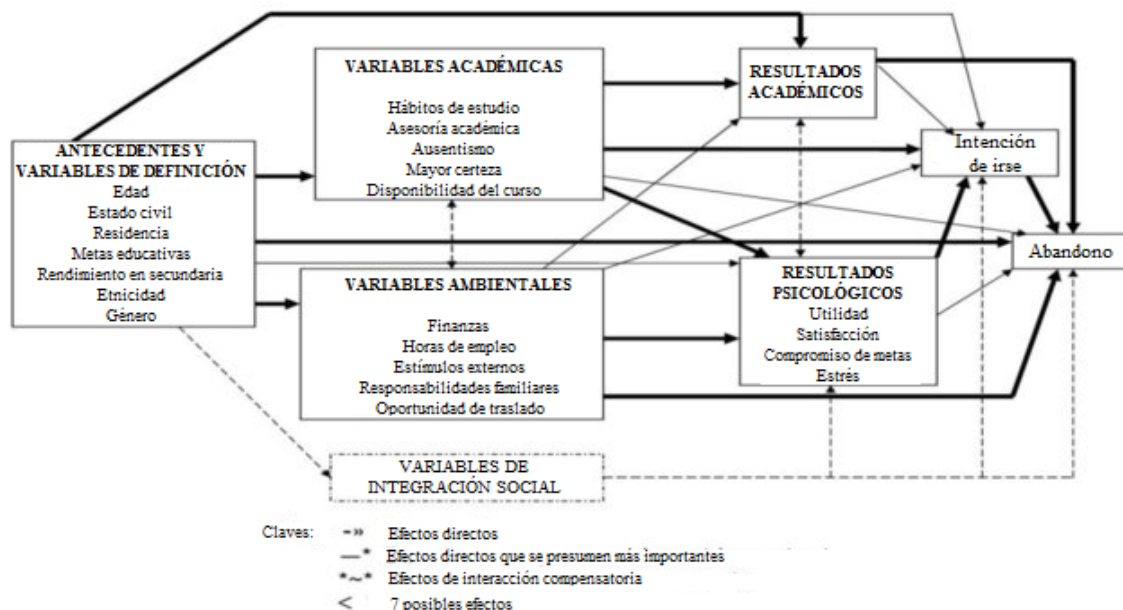 VARIABLES ACADÉMICAS
Hábitos de estudio
Asesoría académica
Ausentismo
Mayor certeza
Disponibilidad del curso
RESULTADOS
ACADÉMICOS
Intención
de irse
ANTECEDENTES Y
VARIABLES DE DEFINICIÓN
Edad
Estado civil
Residencia
Metas educativas
Rendimiento en secundaria
Etnicidad
Género
Abandono
VARIABLES AMBIENTALES
Finanzas
Horas de empleo
Estímulos externos
Responsabilidades familiares
Oportunidad de traslado
RESULTADOS
PSICOLÓGICOS
Utilidad
Satisfacción
Compromiso de metas
Estrés
VARIABLES DE
INTEGRACIÓN SOCIAL
Claves: -» Efectos directos
—* Efectos directos que se presumen más importantes
*~* Efectos de interacción compensatoria
< 7 posibles efectos